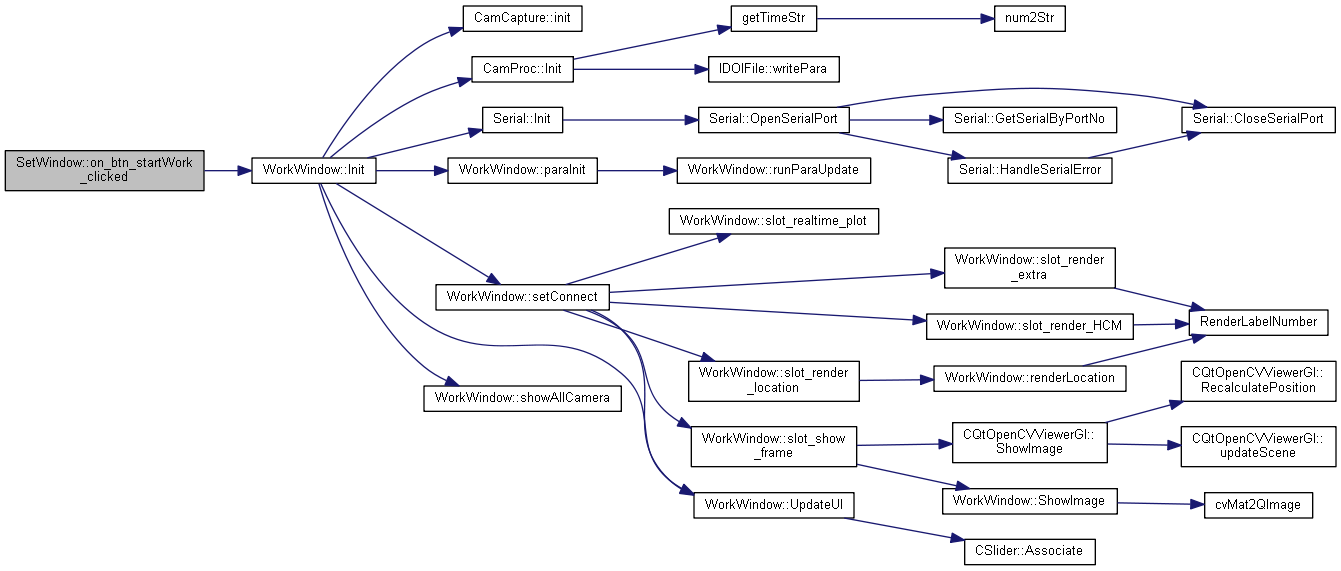 CamCapture::init
getTimeStr
num2Str
CamProc::Init
IDOIFile::writePara
Serial::Init
Serial::OpenSerialPort
Serial::GetSerialByPortNo
Serial::CloseSerialPort
SetWindow::on_btn_startWork
_clicked
WorkWindow::Init
WorkWindow::paraInit
WorkWindow::runParaUpdate
Serial::HandleSerialError
WorkWindow::slot_realtime_plot
WorkWindow::slot_render
_extra
WorkWindow::setConnect
WorkWindow::slot_render_HCM
RenderLabelNumber
WorkWindow::slot_render
_location
WorkWindow::renderLocation
CQtOpenCVViewerGl::
RecalculatePosition
WorkWindow::showAllCamera
WorkWindow::slot_show
_frame
CQtOpenCVViewerGl::
ShowImage
CQtOpenCVViewerGl::
updateScene
WorkWindow::UpdateUI
WorkWindow::ShowImage
cvMat2QImage
CSlider::Associate